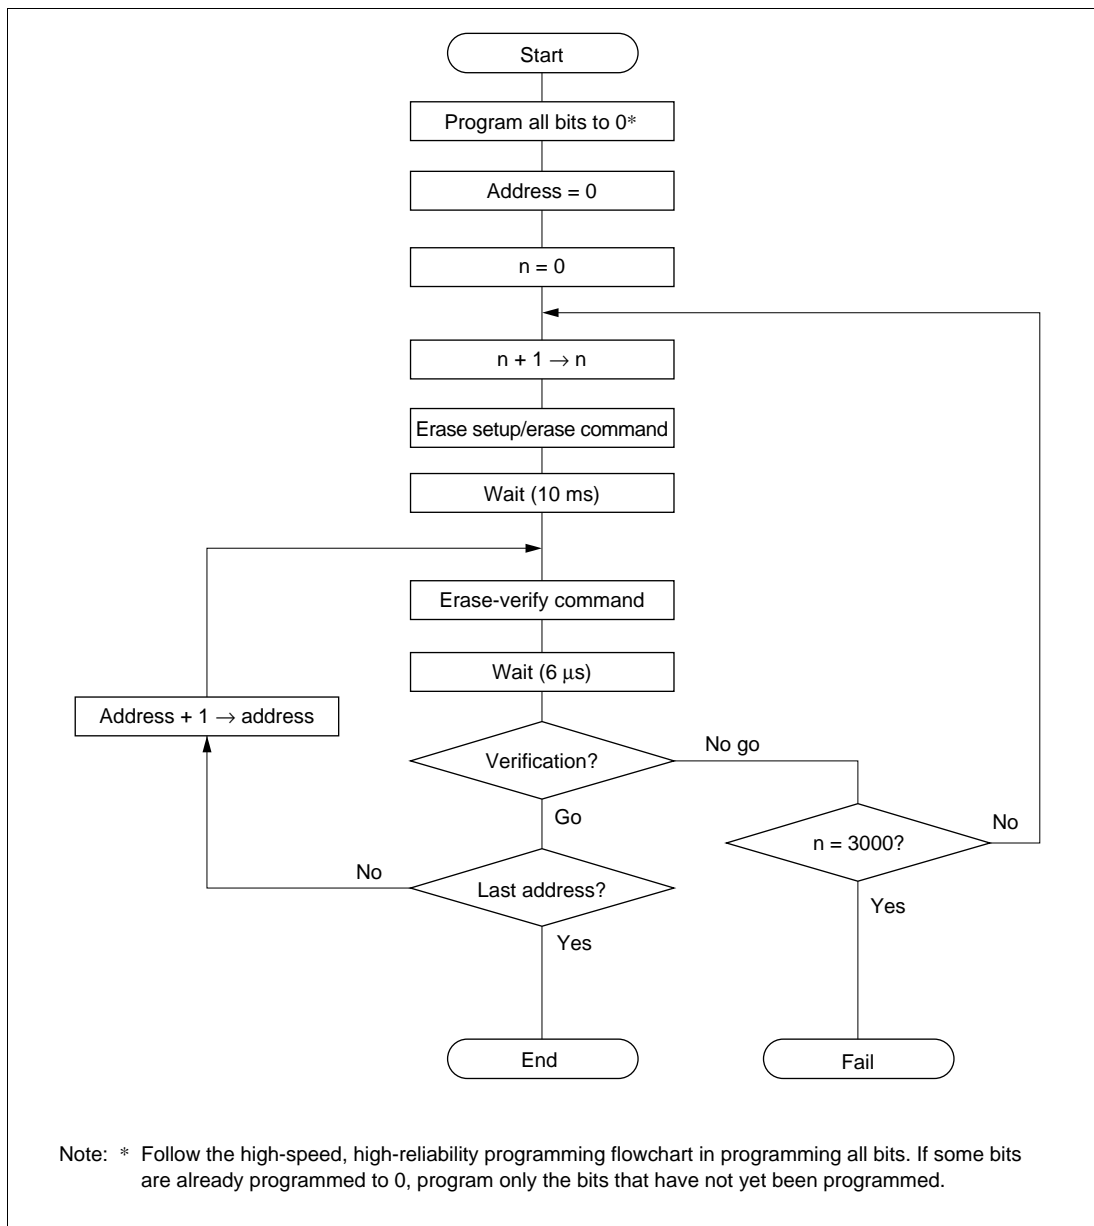 Start
Program all bits to 0*
Address = 0
n = 0
n + 1 → n
Erase setup/erase command
Wait (10 ms)
Erase-verify command
Wait (6 μs)
Address + 1 → address
Verification?
No go
Go
n = 3000?
No
No
Last address?
Yes
Yes
End
Fail
Note: * Follow the high-speed, high-reliability programming flowchart in programming all bits. If some bits
are already programmed to 0, program only the bits that have not yet been programmed.